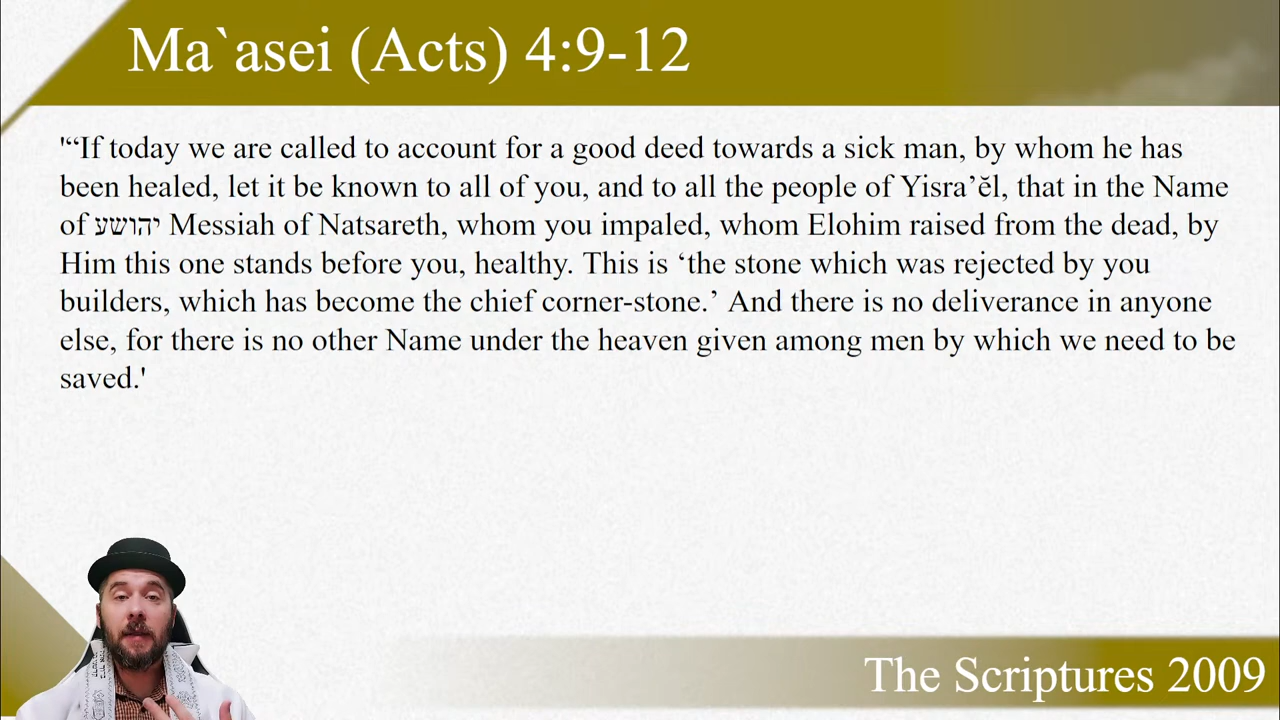 Ma`asei (Acts) 4:9-12
'“If today we are called to account for a good deed towards a sick man, by whom he has
been healed, let it be known to all of you, and to all the people of Yisra’ĕl, that in the Name
of יהושע Messiah of Natsareth, whom you impaled, whom Elohim raised from the dead, by
Him this one stands before you, healthy. This is ‘the stone which was rejected by you
builders, which has become the chief corner-stone.’ And there is no deliverance in anyone
else, for there is no other Name under the heaven given among men by which we need to be
saved.'
The Scriptures 2009